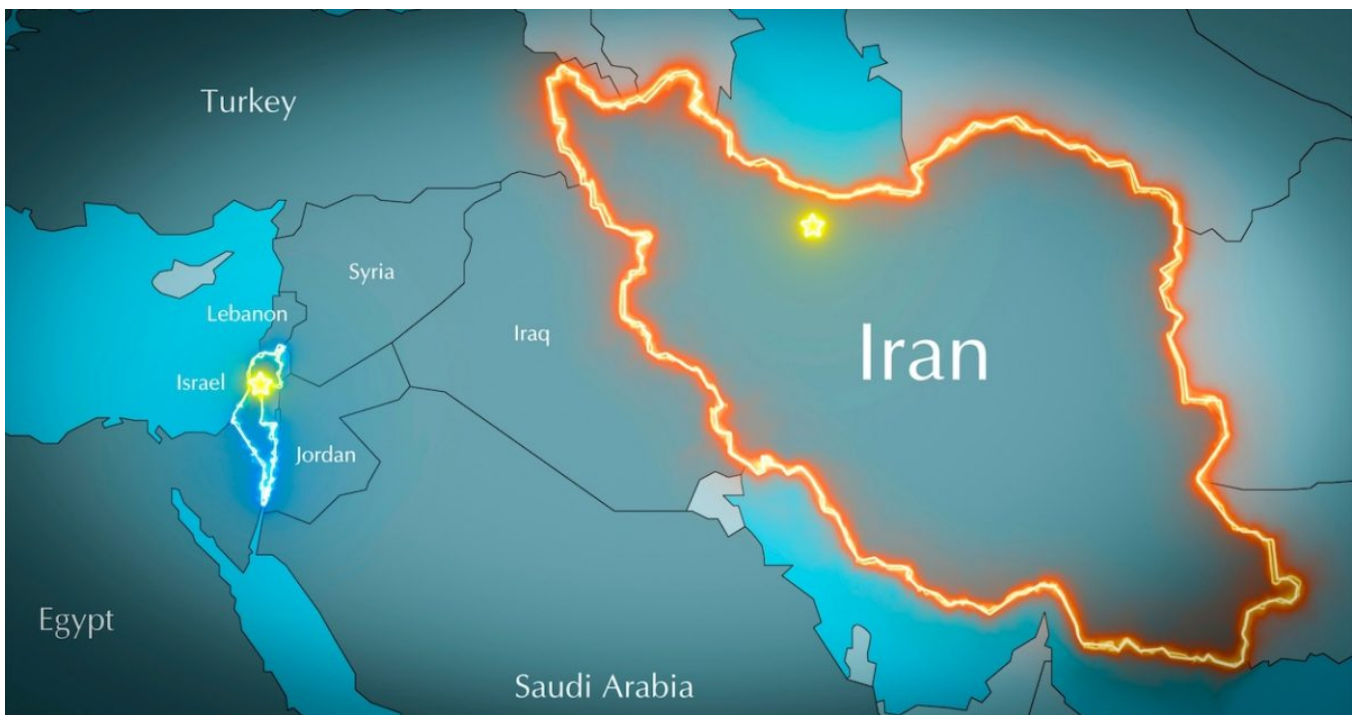 Turkey
Syria
Lebanon
Iraq
Iran
Israel
Jordan
Egypt
Saudi Arabia